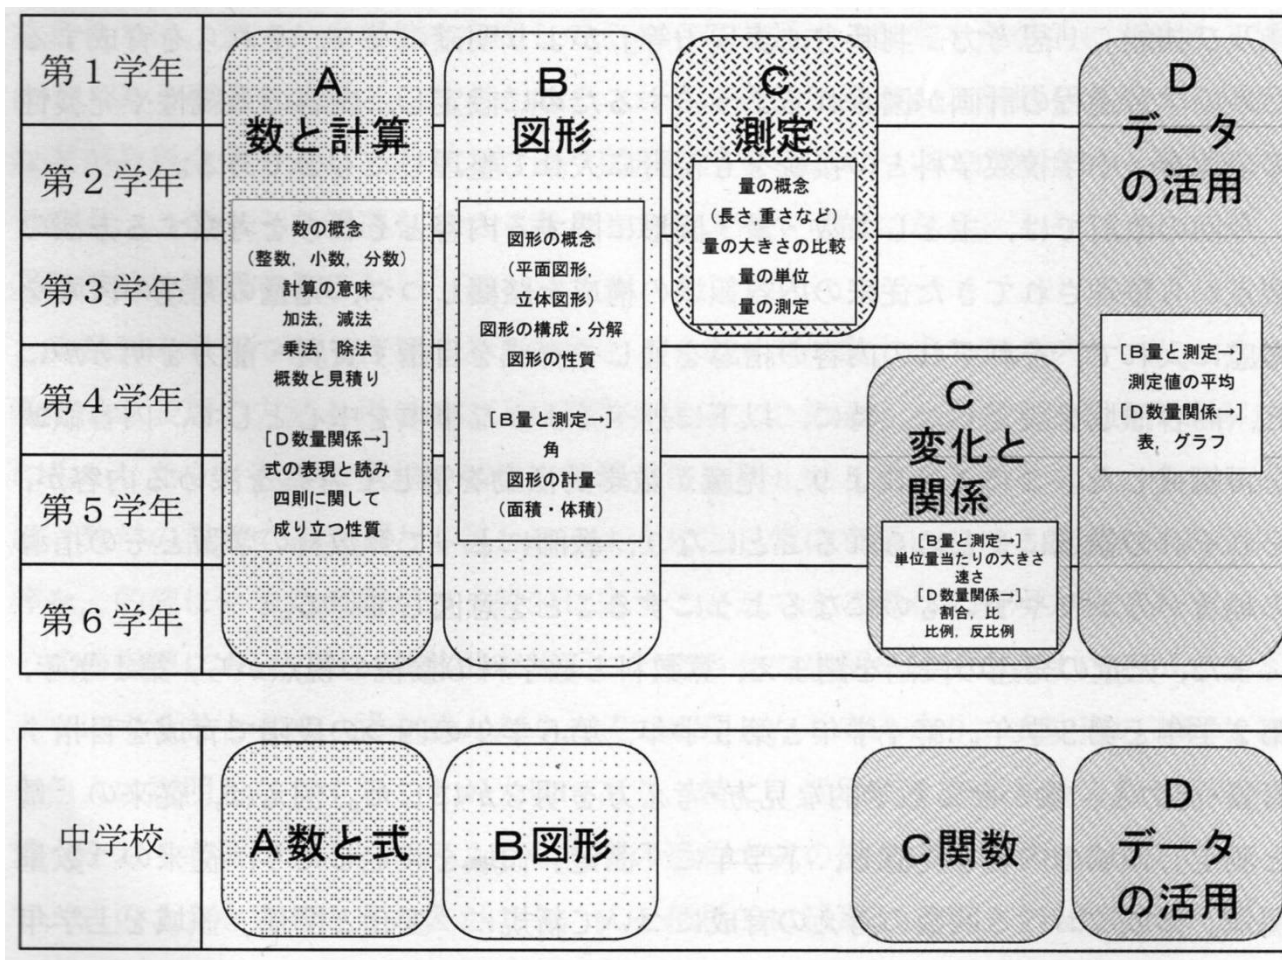 第1学年
第2学年
第3学年
第4学年
第5学年
第6学年
A
数と計算
数の概念
(整数、小数、分数)
計算の意味
加法，減法
乗法，除法
概数と見積り
[D数量関係→]
式の表現と読み
四則に関して
成り立つ性質
B
図形
図形の概念
(平面図形，
立体図形)
図形の構成・分解
図形の性質
[B量と測定→]
角
図形の計量
(面積・体積)
C
測定
量の概念
(長さ，重さなど)
量の大きさの比較
量の単位
量の測定
C
変化と
関係
[B量と測定→]
単位量当たりの大きさ
速さ
[D数量関係→]
割合，比
比例，反比例
D
データ
の活用
[B量と測定→]
測定値の平均
[D数量関係→]
表，グラフ
中学校
A数と式
B図形
C関数
D
データ
の活用